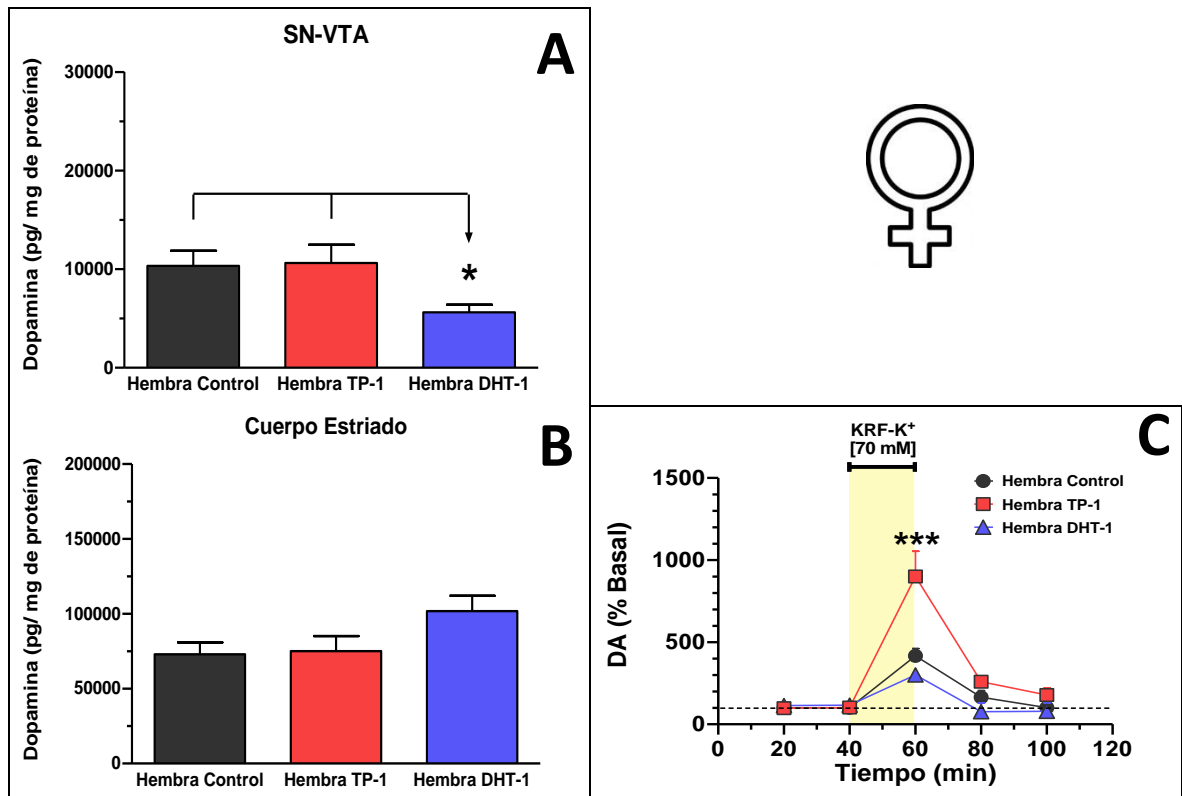 SN-VTA
A
Dopamina (pg/ mg de proteína)
30000
20000
10000
0
*
Hembra Control Hembra TP-1 Hembra DHT-1
Cuerpo Estriado
B
Dopamina (pg/ mg de proteína)
200000
150000
100000
50000
0
Hembra Control Hembra TP-1 Hembra DHT-1
C
KRF-K⁺
[70 mM]
Hembra Control
Hembra TP-1
Hembra DHT-1
***
DA (% Basal)
1500
1000
500
0
0 20 40 60 80 100 120
Tiempo (min)